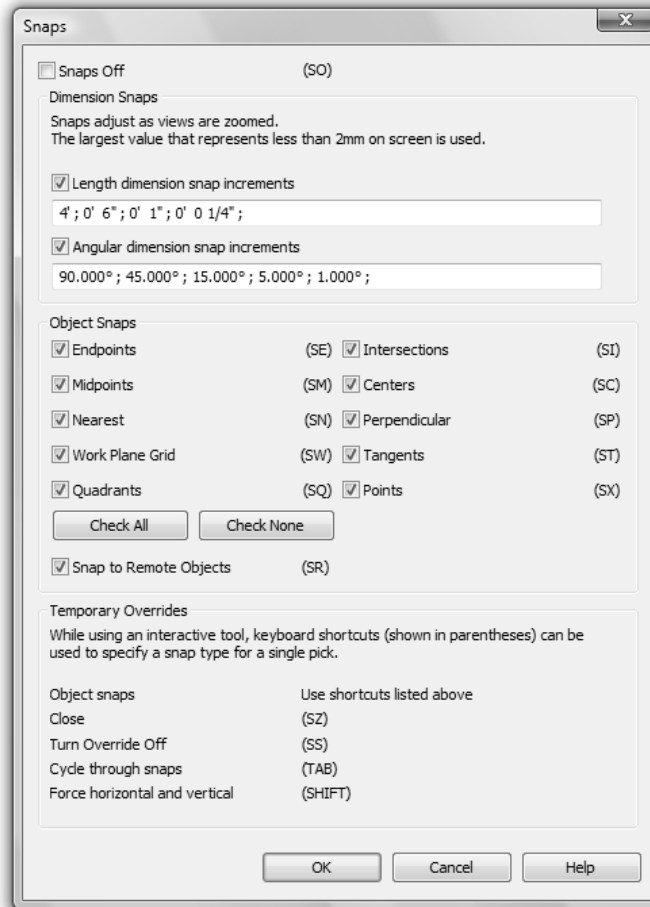 Snaps
Snaps Off (SO)
Dimension Snaps
Snaps adjust as views are zoomed.
The largest value that represents less than 2mm on screen is used.
Length dimension snap increments
4' ; 0' 6" ; 0' 1" ; 0' 0 1/4" ;
Angular dimension snap increments
90.000° ; 45.000° ; 15.000° ; 5.000° ; 1.000° ;
Object Snaps
Endpoints (SE) Intersections (SI)
Midpoints (SM) Centers (SC)
Nearest (SN) Perpendicular (SP)
Work Plane Grid (SW) Tangents (ST)
Quadrants (SQ) Points (SX)
Check All Check None
Snap to Remote Objects (SR)
Temporary Overrides
While using an interactive tool, keyboard shortcuts (shown in parentheses) can be
used to specify a snap type for a single pick.
Object snaps Use shortcuts listed above
Close (SZ)
Turn Override Off (SS)
Cycle through snaps (TAB)
Force horizontal and vertical (SHIFT)
OK Cancel Help